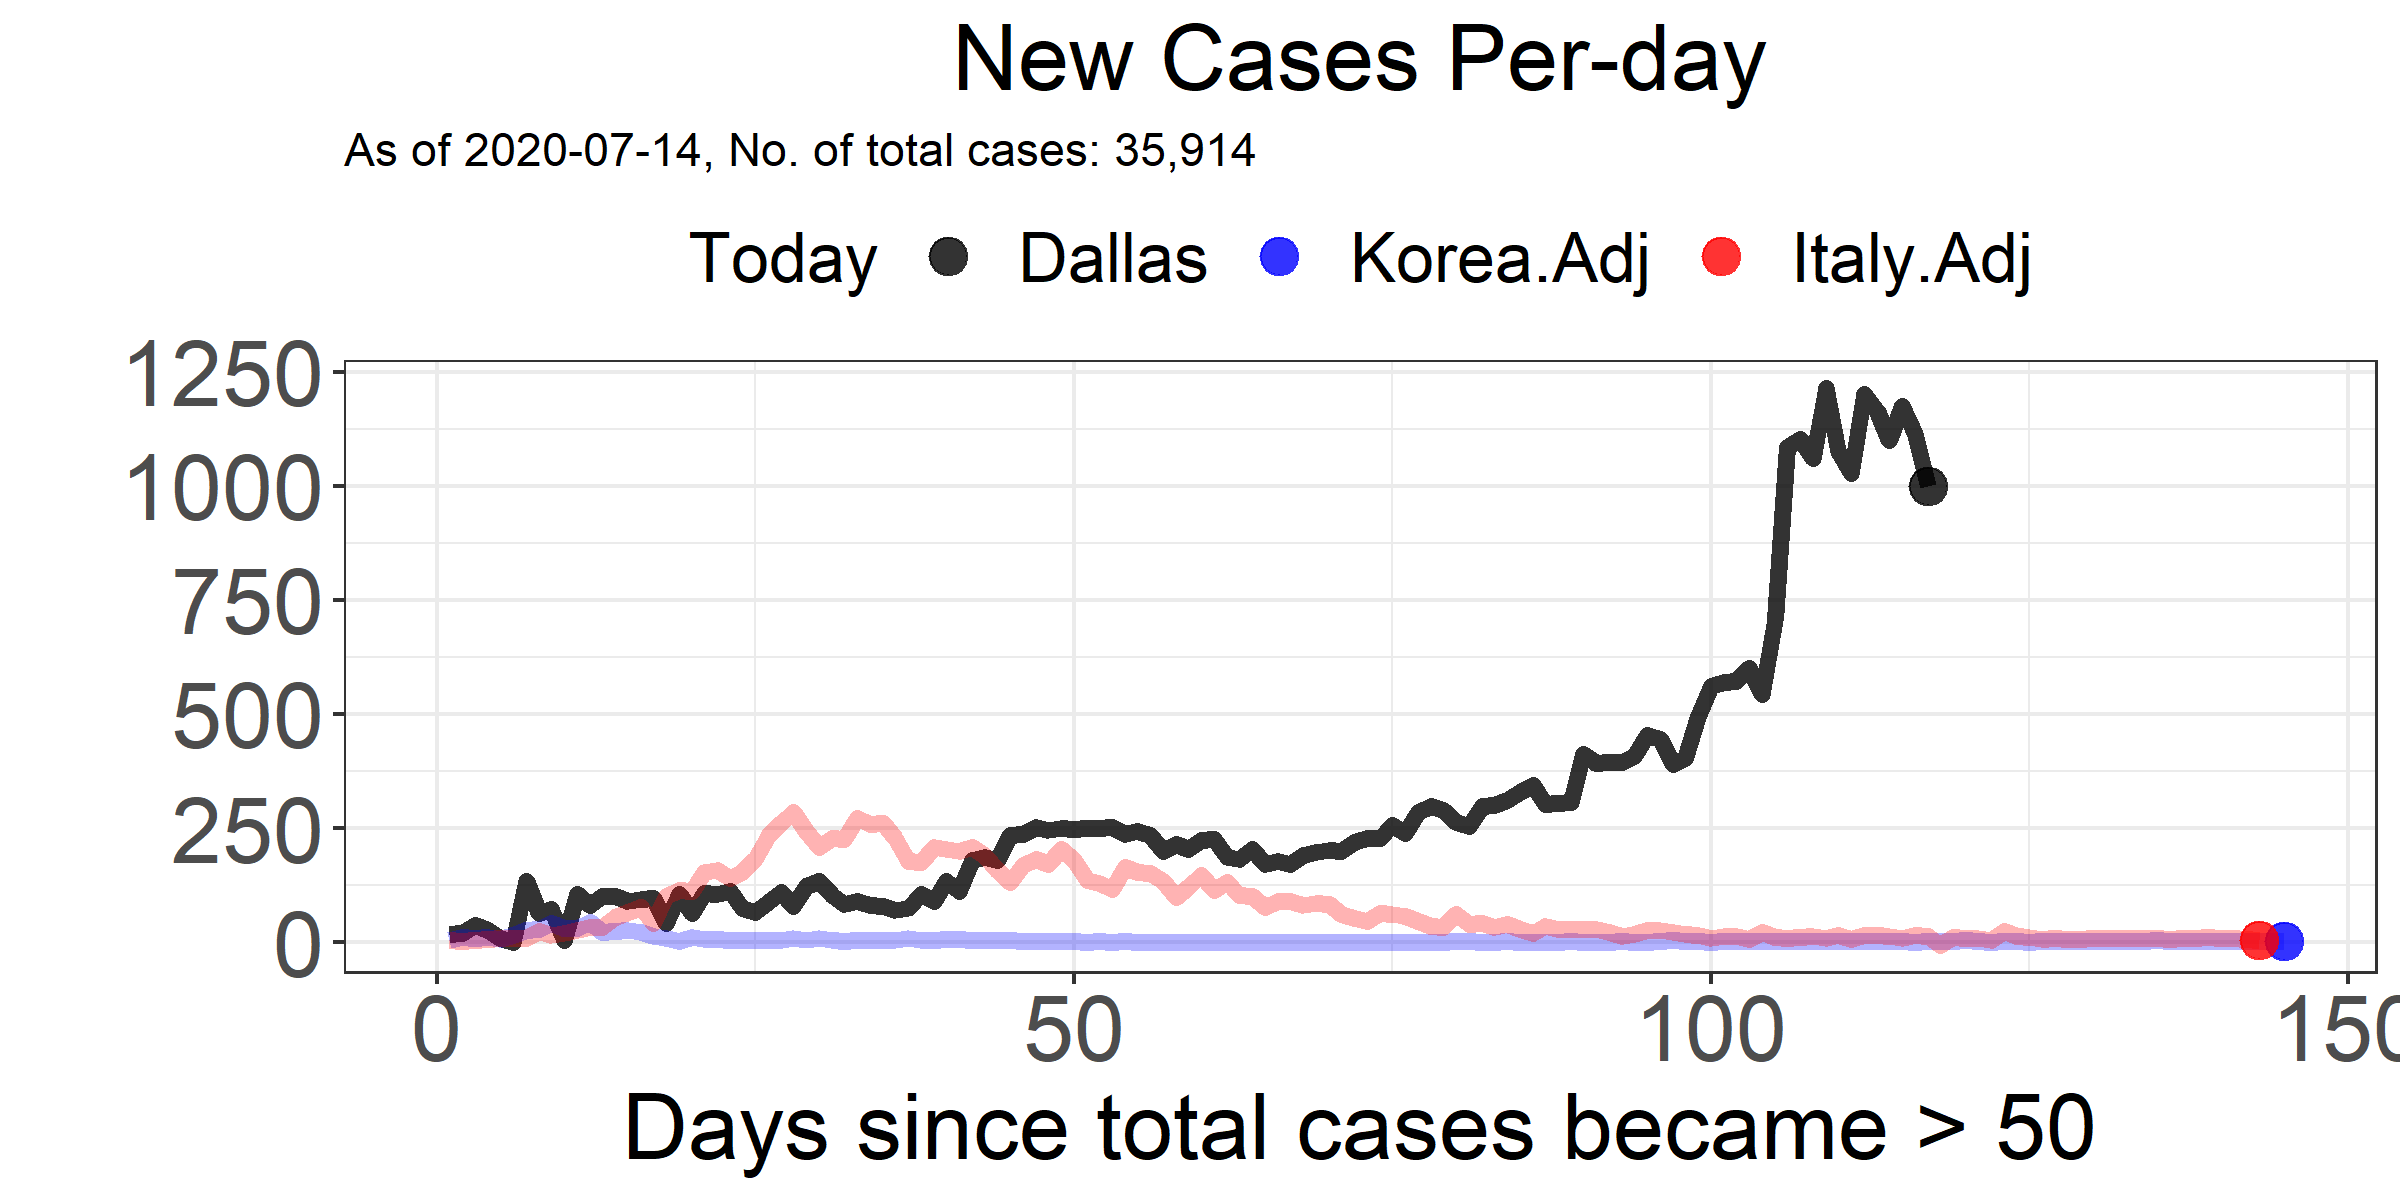 New Cases Per-day
As of 2020-07-14, No. of total cases: 35,914
Today Dallas Korea.Adj Italy.Adj
1250
1000
750
500
250
0
0 50 100 150
Days since total cases became > 50